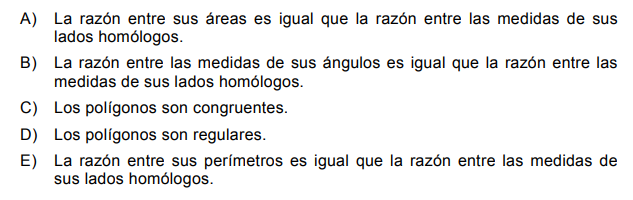 A) La razón entre sus áreas es igual que la razón entre las medidas de sus
lados homólogos.
B) La razón entre las medidas de sus ángulos es igual que la razón entre las
medidas de sus lados homólogos.
C) Los polígonos son congruentes.
D) Los polígonos son regulares.
E) La razón entre sus perímetros es igual que la razón entre las medidas de
sus lados homólogos.